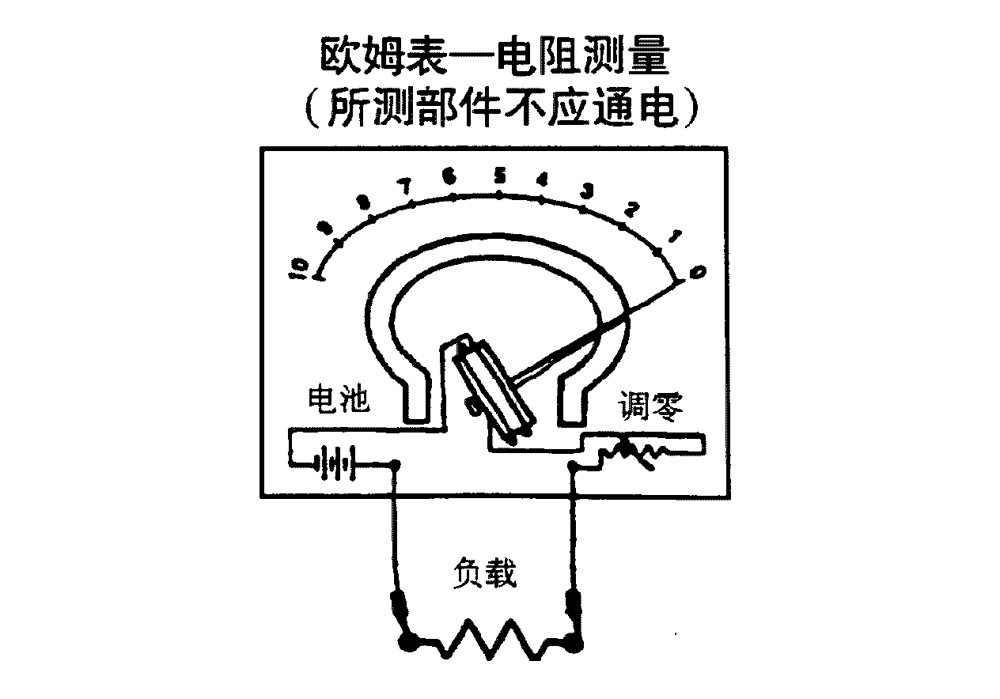 欧姆表—电阻测量
（所测部件不应通电）
10 9 8 7 6 5 4 3 2 1 0
电池
调零
负载